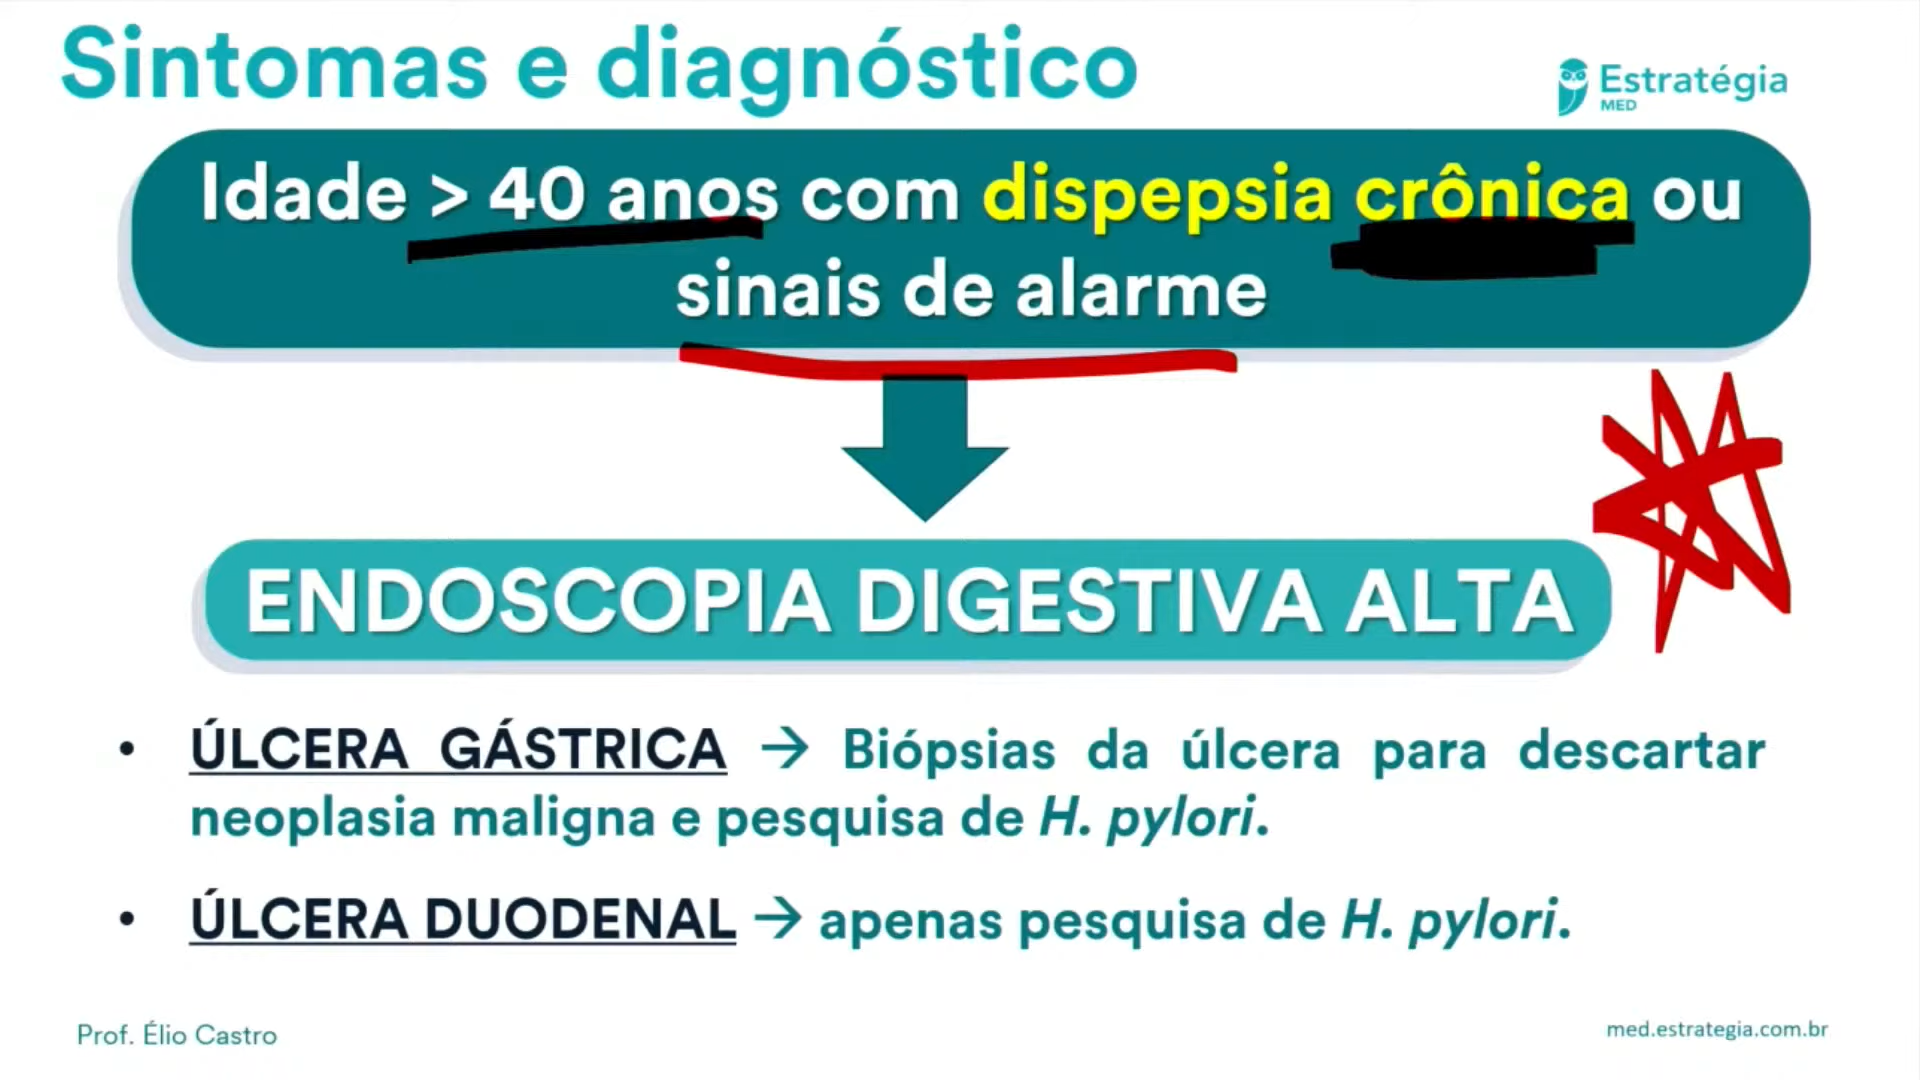 Sintomas e diagnóstico
Estratégia
MED
Idade > 40 anos com dispepsia crônica ou
sinais de alarme
ENDOSCOPIA DIGESTIVA ALTA
• ÚLCERA GÁSTRICA → Biópsias da úlcera para descartar
neoplasia maligna e pesquisa de H. pylori.
• ÚLCERA DUODENAL → apenas pesquisa de H. pylori.
Prof. Élio Castro
med.estrategia.com.br